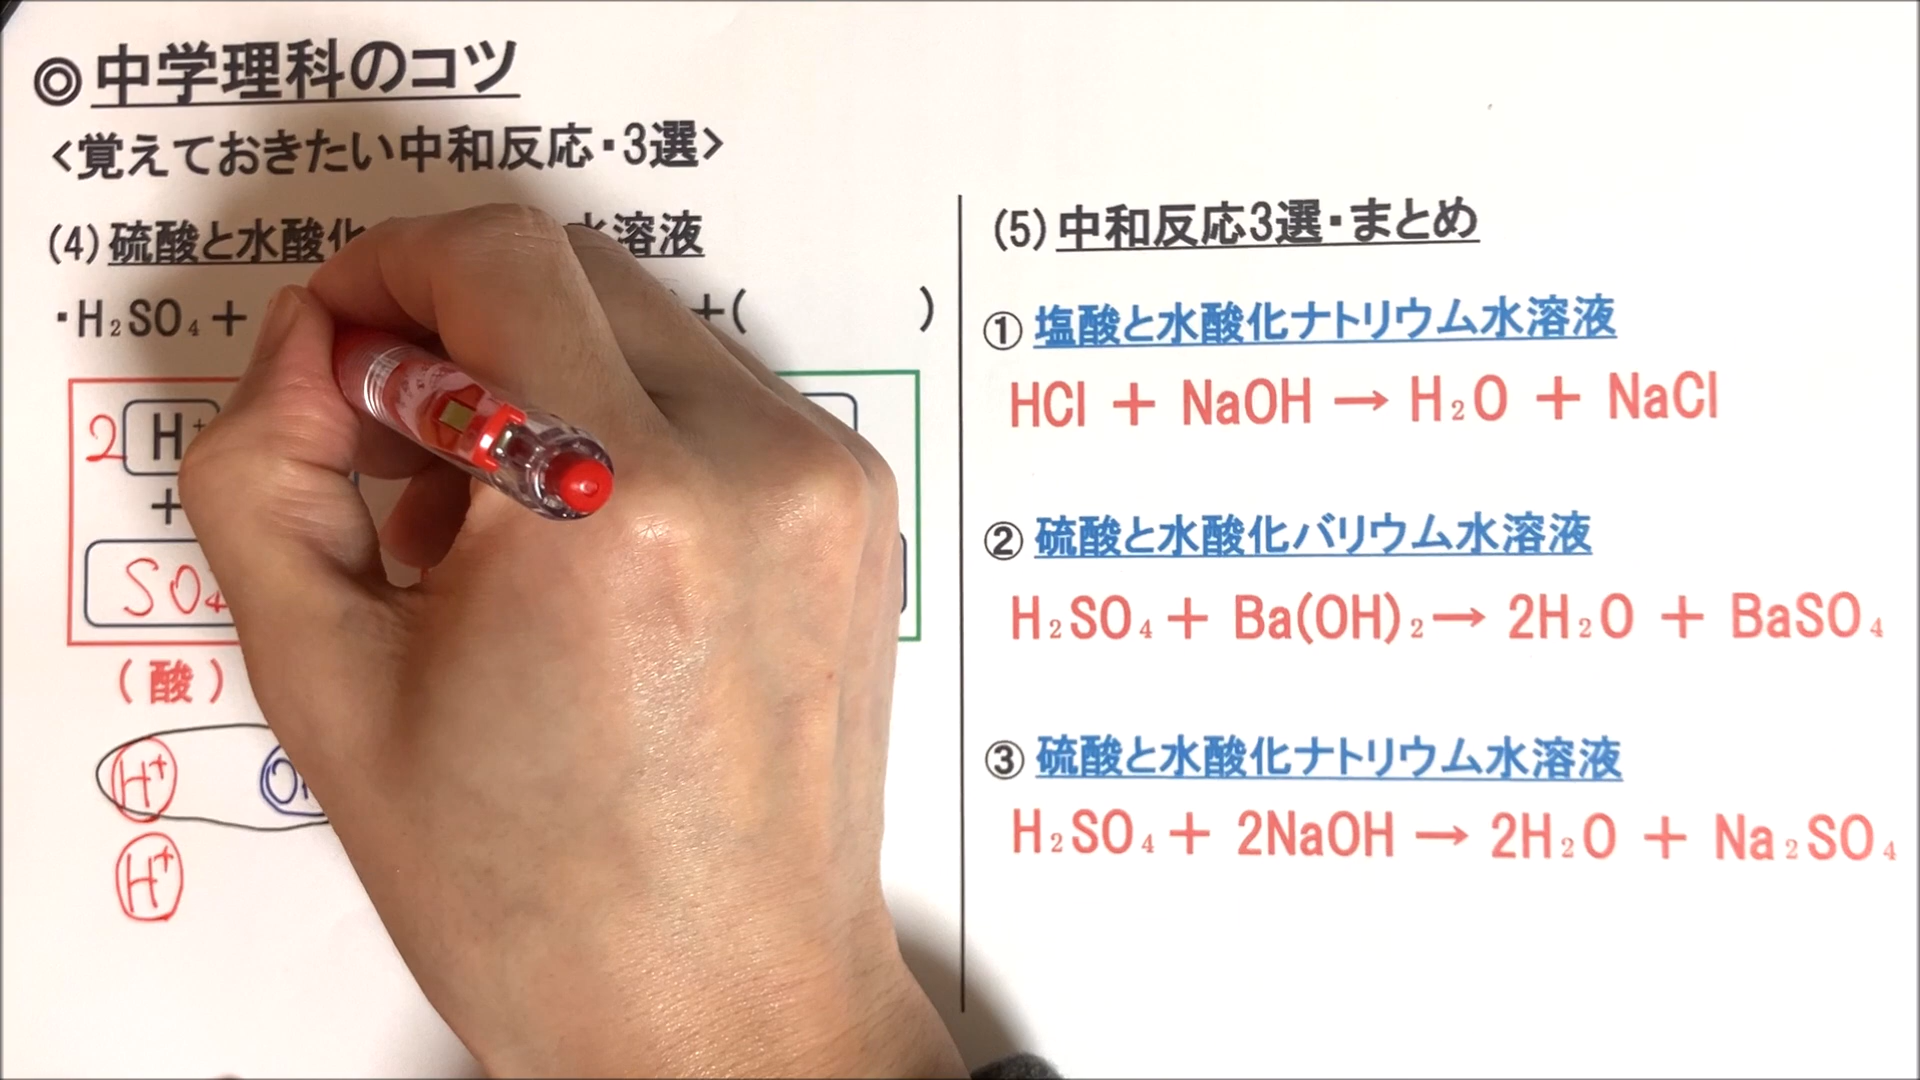 ◎中学理科のコツ
<覚えておきたい中和反応・3選>
(4)硫酸と水酸化 水溶液
・H₂SO₄+ +( )
2 H⁺
+
SO₄
(酸)
H⁺ OH
H⁺
(5)中和反応3選・まとめ
①塩酸と水酸化ナトリウム水溶液
HCl + NaOH → H₂O + NaCl
②硫酸と水酸化バリウム水溶液
H₂SO₄+ Ba(OH)₂→ 2H₂O + BaSO₄
③硫酸と水酸化ナトリウム水溶液
H₂SO₄+ 2NaOH → 2H₂O + Na₂SO₄